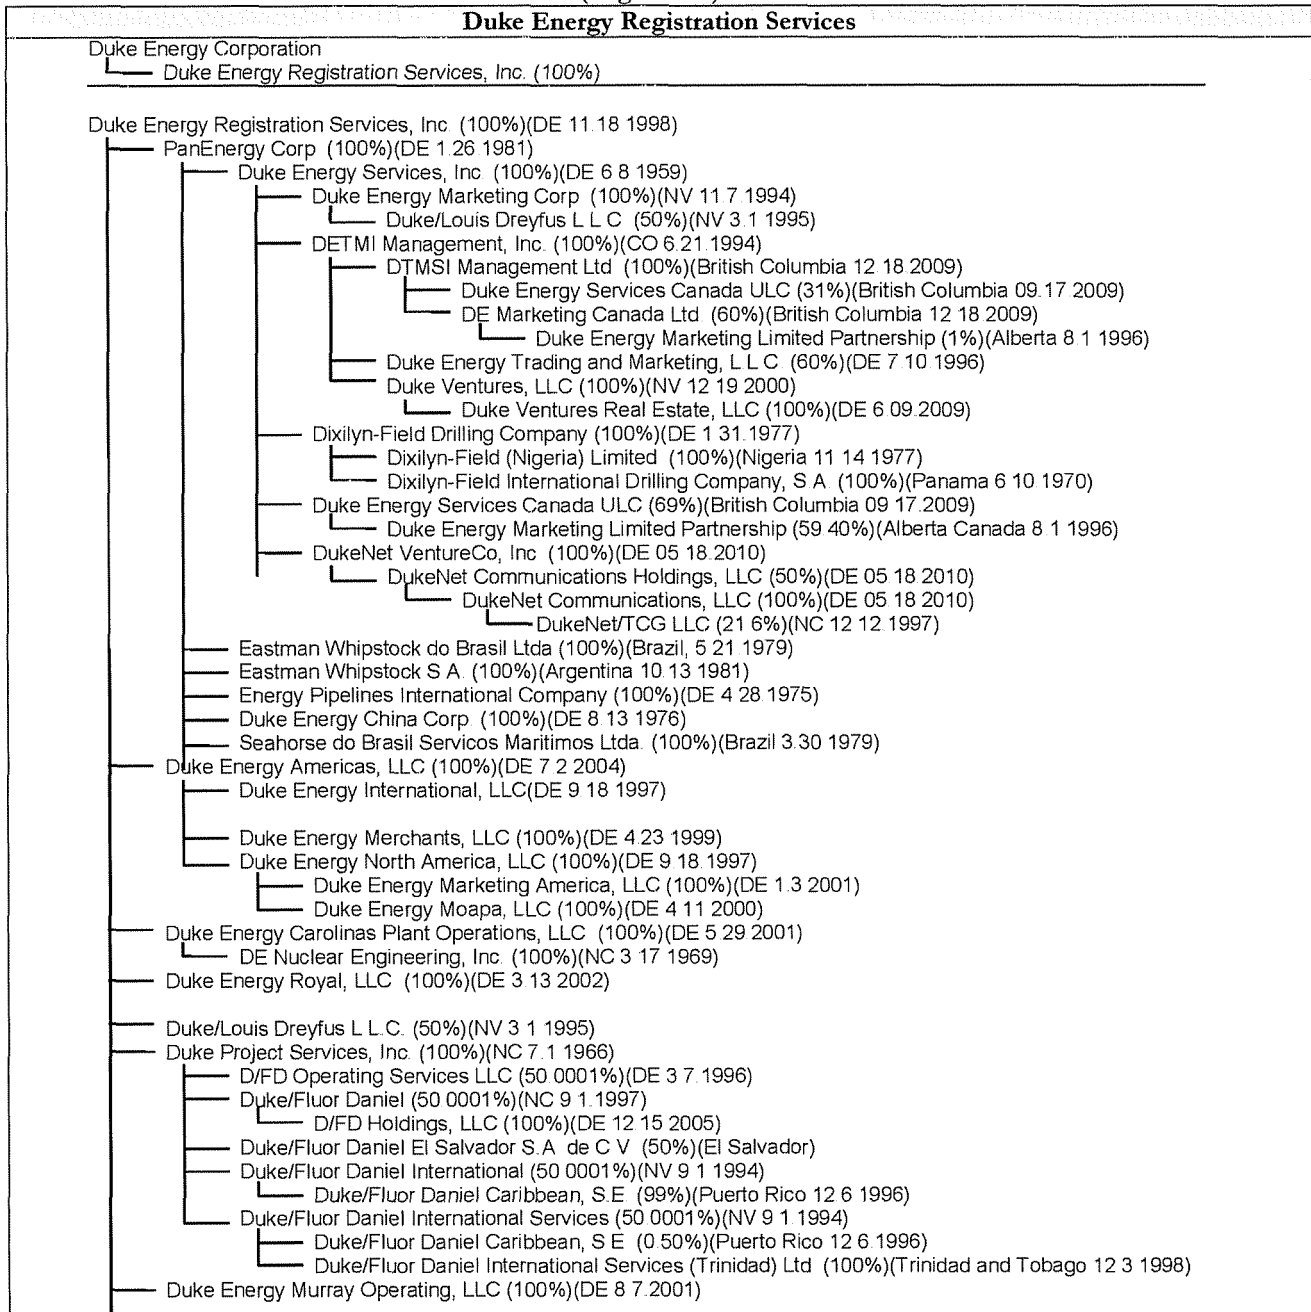 Duke Energy Registration Services
Duke Energy Corporation
Duke Energy Registration Services, Inc. (100%)
Duke Energy Registration Services, Inc (100%)(DE 11.18 1998)
PanEnergy Corp (100%)(DE 1.26 1981)
Duke Energy Services, Inc (100%)(DE 6 8 1959)
Duke Energy Marketing Corp (100%)(NV 11.7 1994)
Duke/Louis Dreyfus L L C (50%)(NV 3.1 1995)
DETMI Management, Inc. (100%)(CO 6.21 1994)
DTMSI Management Ltd (100%)(British Columbia 12.18.2009)
Duke Energy Services Canada ULC (31%)(British Columbia 09.17 2009)
DE Marketing Canada Ltd (60%)(British Columbia 12 18 2009)
Duke Energy Marketing Limited Partnership (1%)(Alberta 8 1 1996)
Duke Energy Trading and Marketing, L L C (60%)(DE 7.10 1996)
Duke Ventures, LLC (100%)(NV 12 19 2000)
Duke Ventures Real Estate, LLC (100%)(DE 6 09.2009)
Dixilyn-Field Drilling Company (100%)(DE 1 31.1977)
Dixilyn-Field (Nigeria) Limited (100%)(Nigeria 11 14 1977)
Dixilyn-Field International Drilling Company, S.A. (100%)(Panama 6 10.1970)
Duke Energy Services Canada ULC (69%)(British Columbia 09 17.2009)
Duke Energy Marketing Limited Partnership (59 40%)(Alberta Canada 8.1 1996)
DukeNet VentureCo, Inc (100%)(DE 05 18.2010)
DukeNet Communications Holdings, LLC (50%)(DE 05.18 2010)
DukeNet Communications, LLC (100%)(DE 05.18 2010)
DukeNet/TCG LLC (21 6%)(NC 12 12.1997)
Eastman Whipstock do Brasil Ltda (100%)(Brazil, 5 21 1979)
Eastman Whipstock S A. (100%)(Argentina 10.13 1981)
Energy Pipelines International Company (100%)(DE 4 28.1975)
Duke Energy China Corp. (100%)(DE 8.13 1976)
Seahorse do Brasil Servicos Maritimos Ltda. (100%)(Brazil 3.30 1979)
Duke Energy Americas, LLC (100%)(DE 7.2 2004)
Duke Energy International, LLC(DE 9 18 1997)
Duke Energy Merchants, LLC (100%)(DE 4.23 1999)
Duke Energy North America, LLC (100%)(DE 9 18.1997)
Duke Energy Marketing America, LLC (100%)(DE 1.3 2001)
Duke Energy Moapa, LLC (100%)(DE 4 11 2000)
Duke Energy Carolinas Plant Operations, LLC (100%)(DE 5 29 2001)
DE Nuclear Engineering, Inc. (100%)(NC 3 17 1969)
Duke Energy Royal, LLC (100%)(DE 3.13 2002)
Duke/Louis Dreyfus L L.C. (50%)(NV 3 1 1995)
Duke Project Services, Inc. (100%)(NC 7.1 1966)
D/FD Operating Services LLC (50.0001%)(DE 3 7.1996)
Duke/Fluor Daniel (50.0001%)(NC 9 1.1997)
D/FD Holdings, LLC (100%)(DE 12.15 2005)
Duke/Fluor Daniel El Salvador S.A de C V (50%)(El Salvador)
Duke/Fluor Daniel International (50 0001%)(NV 9 1 1994)
Duke/Fluor Daniel Caribbean, S.E (99%)(Puerto Rico 12 6 1996)
Duke/Fluor Daniel International Services (50 0001%)(NV 9 1.1994)
Duke/Fluor Daniel Caribbean, S E (0.50%)(Puerto Rico 12 6.1996)
Duke/Fluor Daniel International Services (Trinidad) Ltd (100%)(Trinidad and Tobago 12 3 1998)
Duke Energy Murray Operating, LLC (100%)(DE 8 7.2001)